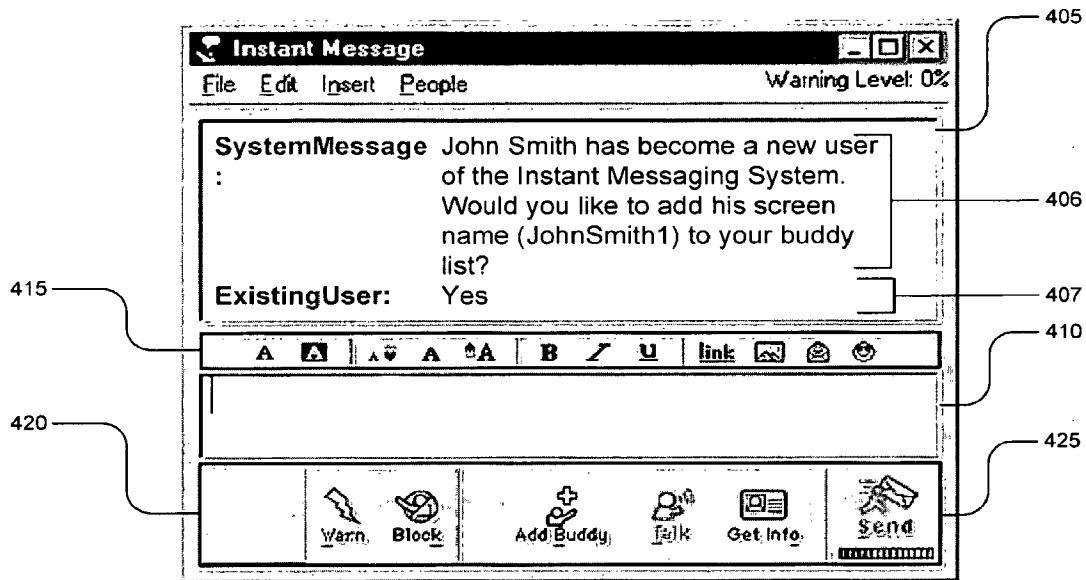 405
Instant Message
File Edit Insert People Warning Level: 0%
SystemMessage John Smith has become a new user
: of the Instant Messaging System.
Would you like to add his screen
name (JohnSmith1) to your buddy
list?
406
ExistingUser: Yes
407
415
A A A A A B I U link
410
420
425
Warn Block Add Buddy Talk Get Info Send